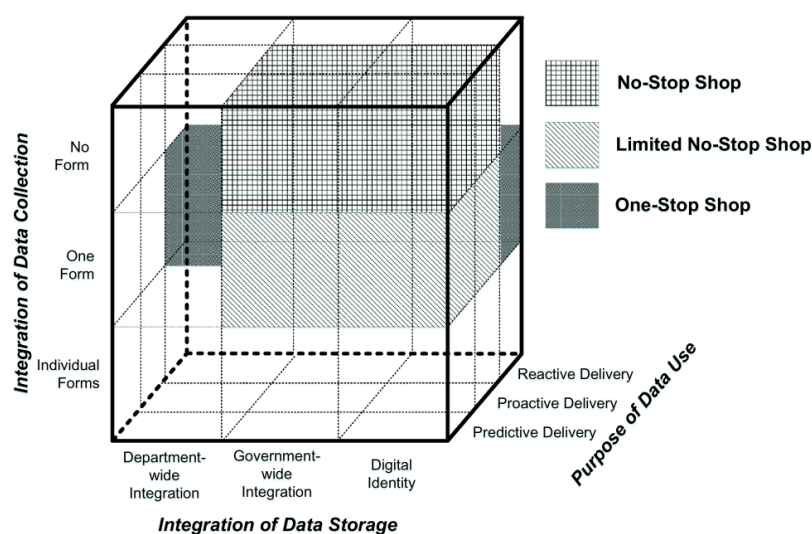 No-Stop Shop
Limited No-Stop Shop
One-Stop Shop
Integration of Data Collection
No
Form
One
Form
Individual
Forms
Reactive Delivery
Proactive Delivery
Predictive Delivery
Purpose of Data Use
Department-
wide
Integration
Government-
wide
Integration
Digital
Identity
Integration of Data Storage